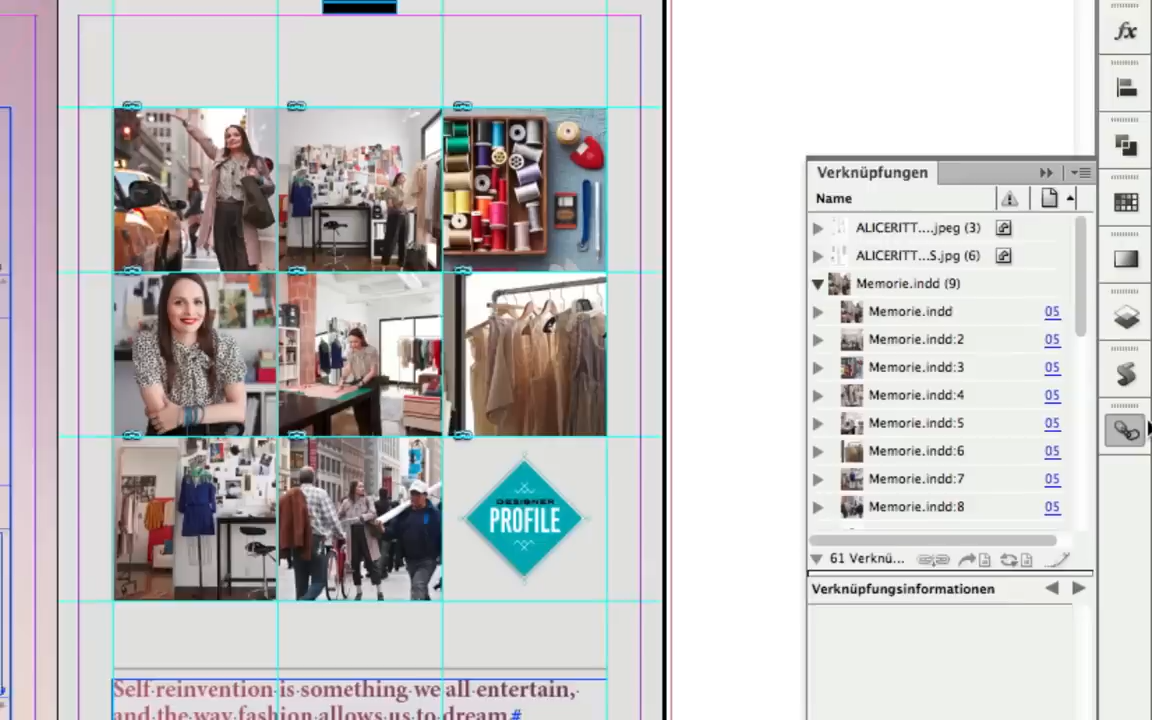 fx
Verknüpfungen
Name
ALICERITT....jpeg (3)
ALICERITT...S.jpg (6)
Memorie.indd (9)
Memorie.indd 05
Memorie.indd:2 05
Memorie.indd:3 05
Memorie.indd:4 05
Memorie.indd:5 05
Memorie.indd:6 05
Memorie.indd:7 05
Memorie.indd:8 05
61 Verknü...
Verknüpfungsinformationen
DESIGNER
PROFILE
Self-reinvention is something we all entertain,
and the way fashion allows us to dream#